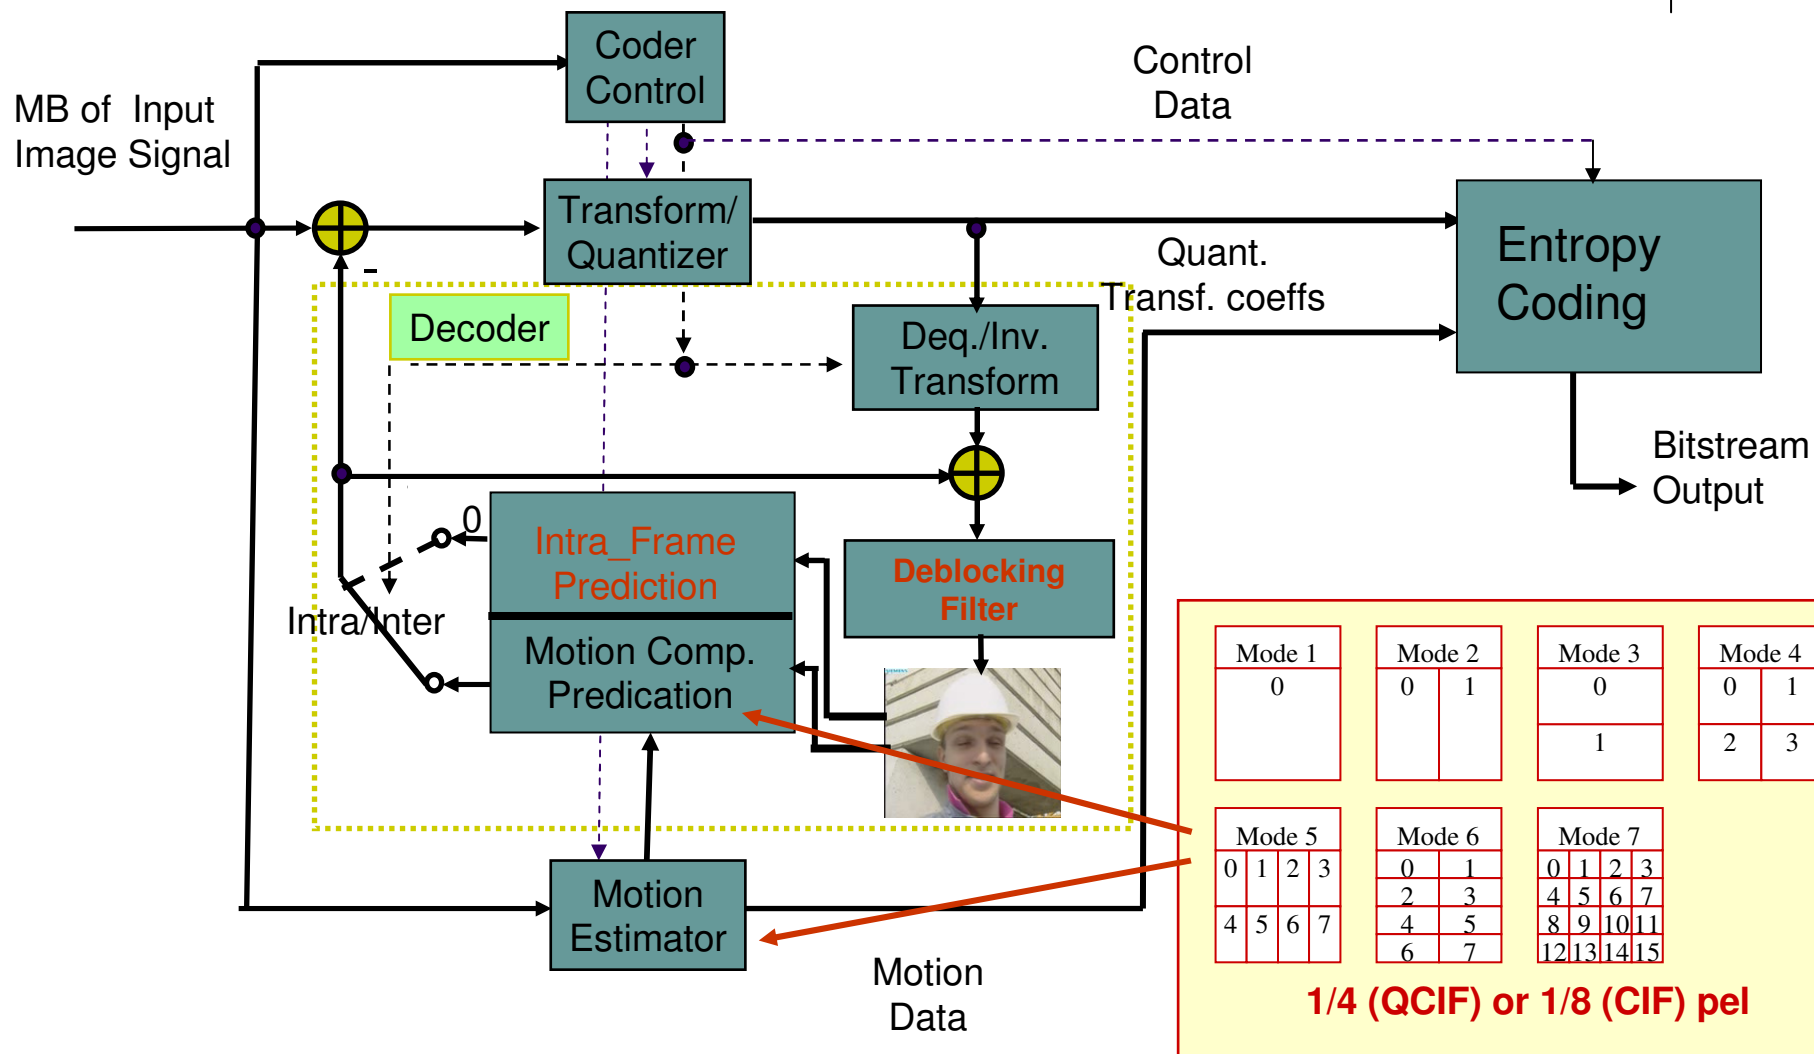 Coder
Control
Control
Data
MB of Input
Image Signal
Transform/
Quantizer
-
Entropy
Coding
Quant.
Transf. coeffs
Decoder
Deq./Inv.
Transform
Bitstream
Output
0
Intra_Frame
Prediction
Deblocking
Filter
Intra/Inter
Motion Comp.
Predication
Motion
Estimator
Motion
Data
Mode 1
0
Mode 2
0 1
Mode 3
0
1
Mode 4
0 1
2 3
Mode 5
0 1 2 3
4 5 6 7
Mode 6
0 1
2 3
4 5
6 7
Mode 7
0 1 2 3
4 5 6 7
8 9 10 11
12 13 14 15
1/4 (QCIF) or 1/8 (CIF) pel